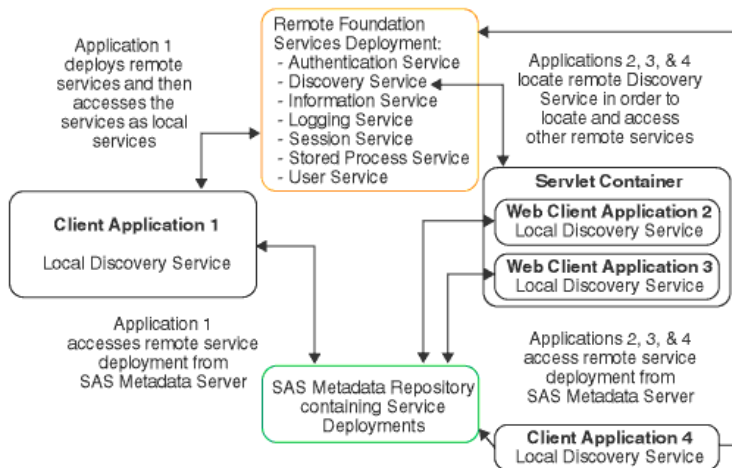 Application 1
deploys remote
services and then
accesses the
services as local
services
Remote Foundation
Services Deployment:
- Authentication Service
- Discovery Service
- Information Service
- Logging Service
- Session Service
- Stored Process Service
- User Service
Applications 2, 3, & 4
locate remote Discovery
Service in order to
locate and access
other remote services
Client Application 1
Local Discovery Service
Servlet Container
Web Client Application 2
Local Discovery Service
Web Client Application 3
Local Discovery Service
Application 1
accesses remote service
deployment from
SAS Metadata Server
SAS Metadata Repository
containing Service
Deployments
Applications 2, 3, & 4
access remote service
deployment from
SAS Metadata Server
Client Application 4
Local Discovery Service